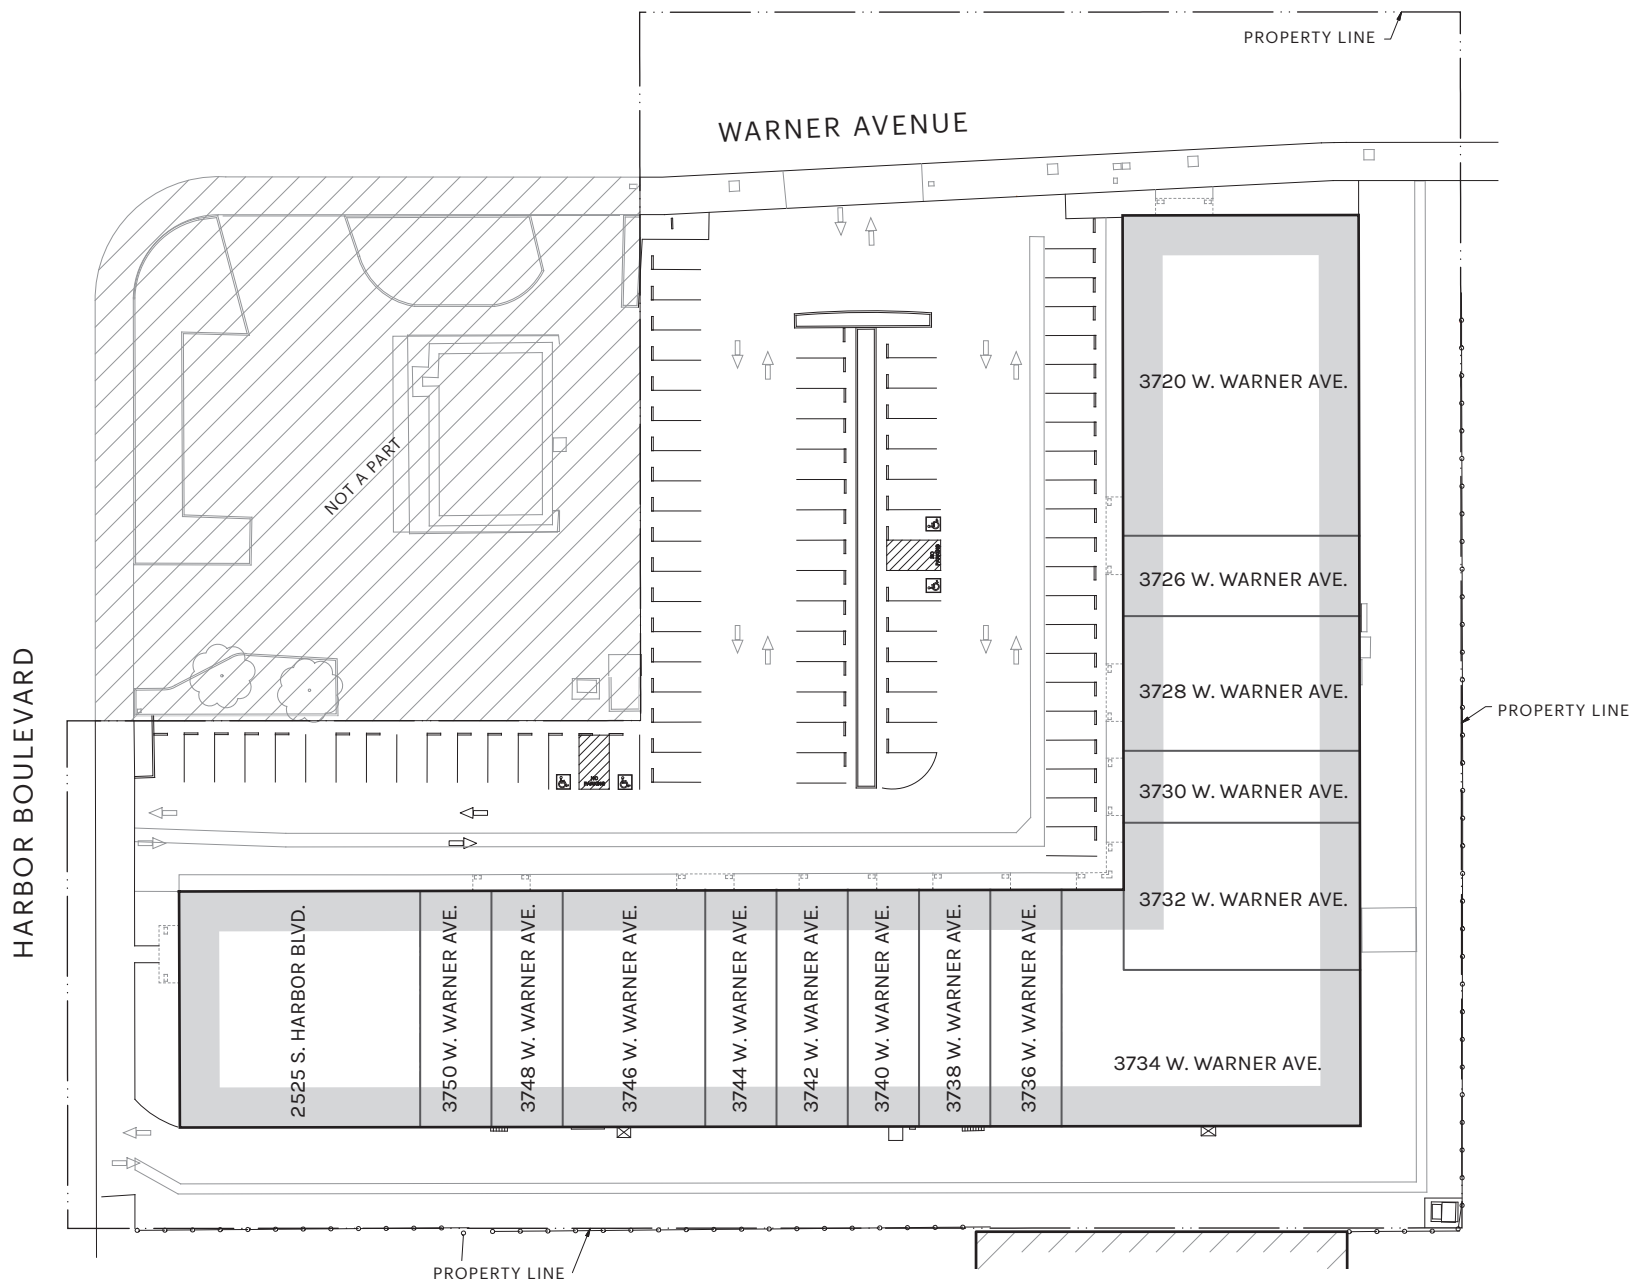 PROPERTY LINE
WARNER AVENUE
3720 W. WARNER AVE.
NOT A PART
3726 W. WARNER AVE.
3728 W. WARNER AVE.
PROPERTY LINE
HARBOR BOULEVARD
NO
PARKING
3730 W. WARNER AVE.
3732 W. WARNER AVE.
2525 S. HARBOR BLVD.
3750 W. WARNER AVE.
3748 W. WARNER AVE.
3746 W. WARNER AVE.
3744 W. WARNER AVE.
3742 W. WARNER AVE.
3740 W. WARNER AVE.
3738 W. WARNER AVE.
3736 W. WARNER AVE.
3734 W. WARNER AVE.
PROPERTY LINE